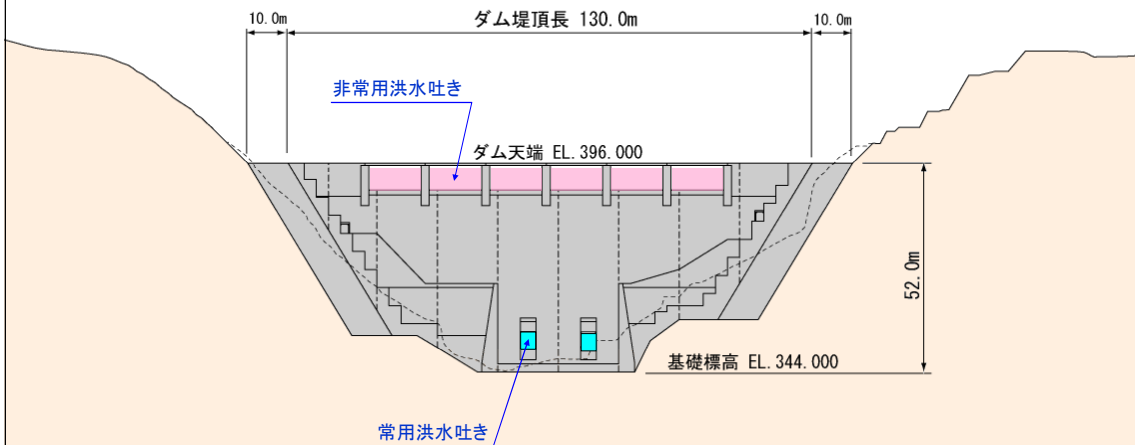 10.0m
ダム堤頂長 130.0m
10.0m
非常用洪水吐き
ダム天端 EL.396.000
52.0m
基礎標高 EL.344.000
常用洪水吐き